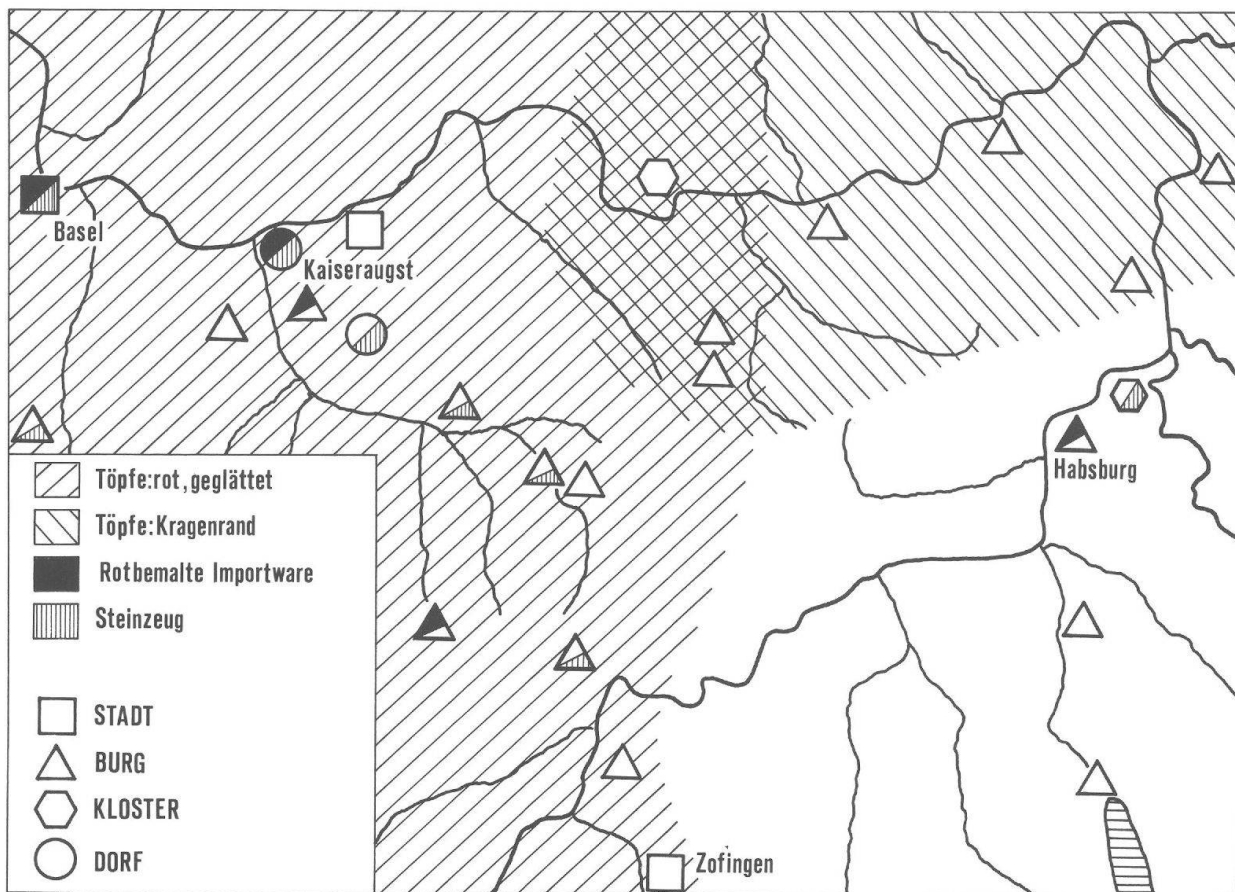 Basel
Kaiseraugst
Habsburg
Töpfe:rot,geglättet
Töpfe:Kragenrand
Rotbemalte Importware
Steinzeug
STADT
BURG
KLOSTER
DORF
Zofingen